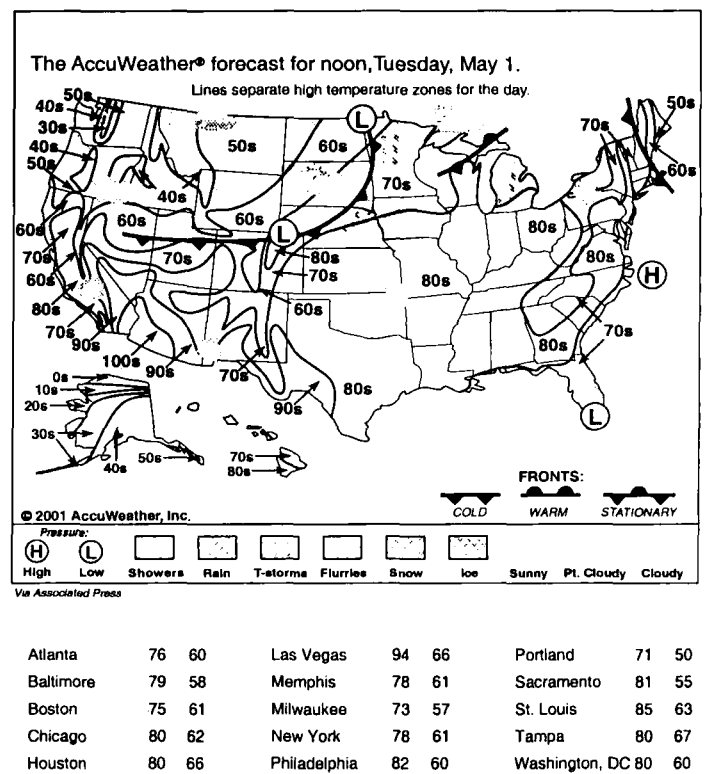 The AccuWeather® forecast for noon, Tuesday, May 1.
Lines separate high temperature zones for the day.
50s
40s
30s
40s
50s
50s
60s
L
70s
70s
50s
60s
40s
60s
60s
60s
70s
L
80s
70s
80s
80s
H
60s
70s
60s
80s
70s
90s
100s
90s
70s
60s
80s
90s
80s
80s
70s
L
0s
10s
20s
30s
40s
50s
70s
80s
FRONTS:
COLD WARM STATIONARY
© 2001 AccuWeather, Inc.
Pressure:
H L
High Low Showers Rain T-storms Flurries Snow Ice Sunny Pt. Cloudy Cloudy
Via Associated Press
Atlanta 76 60 Las Vegas 94 66 Portland 71 50
Baltimore 79 58 Memphis 78 61 Sacramento 81 55
Boston 75 61 Milwaukee 73 57 St. Louis 85 63
Chicago 80 62 New York 78 61 Tampa 80 67
Houston 80 66 Philadelphia 82 60 Washington, DC 80 60